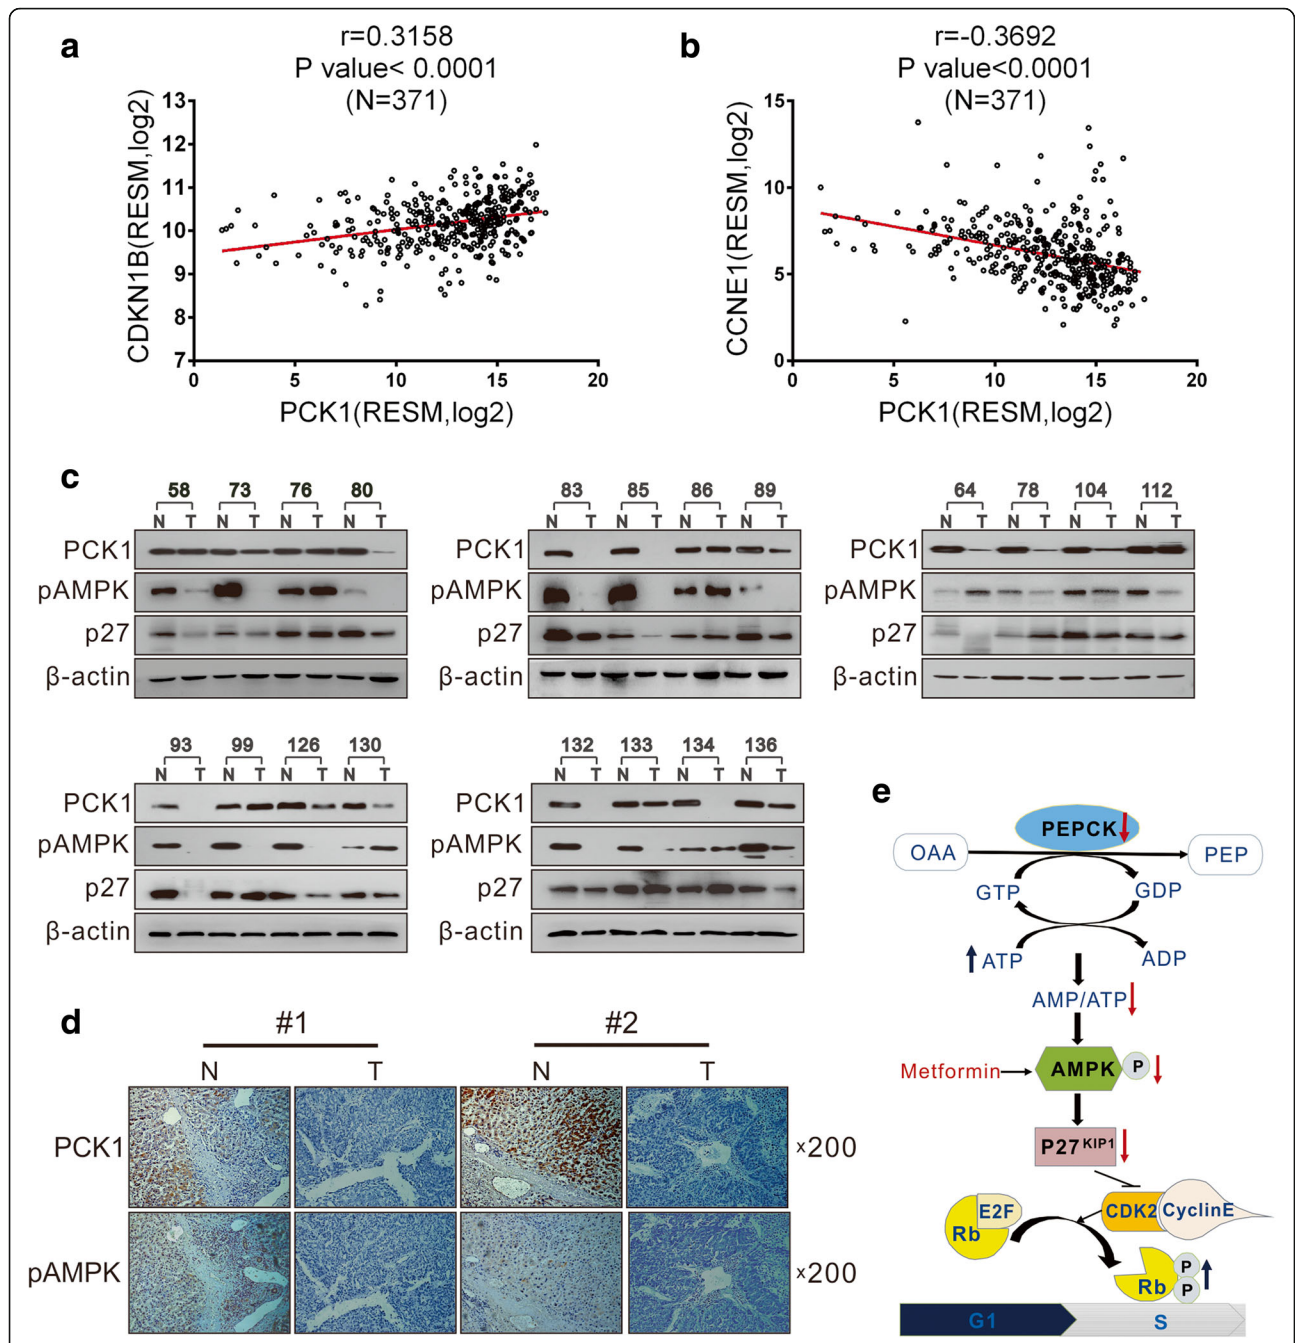 a
r=0.3158
P value< 0.0001
(N=371)
CDKN1B(RESM,log2)
13
12
11
10
9
8
7
0 5 10 15 20
PCK1(RESM,log2)
b
r=-0.3692
P value<0.0001
(N=371)
CCNE1(RESM,log2)
15
10
5
0
0 5 10 15 20
PCK1(RESM,log2)
c
58 73 76 80
N T N T N T N T
PCK1
pAMPK
p27
β-actin
83 85 86 89
N T N T N T N T
PCK1
pAMPK
p27
β-actin
64 78 104 112
N T N T N T N T
PCK1
pAMPK
p27
β-actin
93 99 126 130
N T N T N T N T
PCK1
pAMPK
p27
β-actin
132 133 134 136
N T N T N T N T
PCK1
pAMPK
p27
β-actin
d
#1 #2
N T N T
PCK1 x200
pAMPK x200
e
PEPCK
OAA PEP
GTP GDP
ATP ADP
AMP/ATP
Metformin AMPK P
P27KIP1
E2F CDK2 CyclinE
Rb
P
Rb P
G1 S